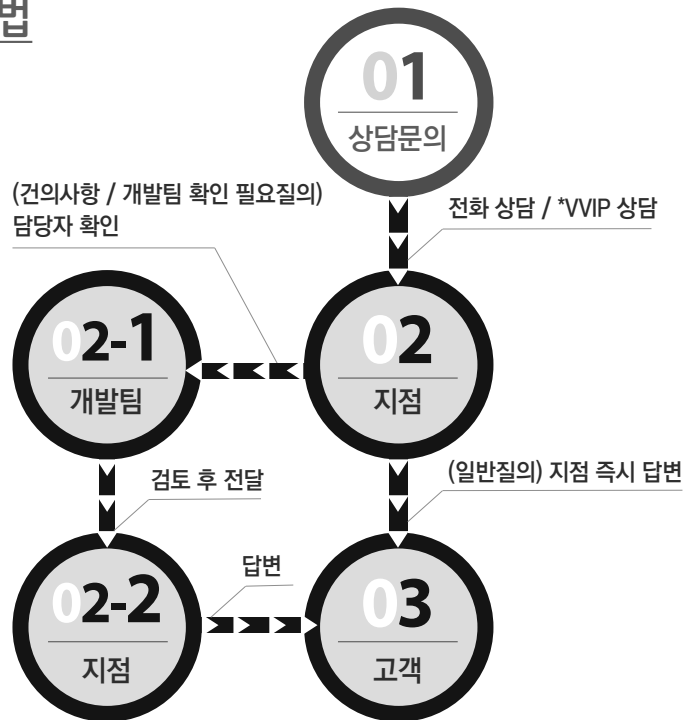 법
01
상담문의
(건의사항 / 개발팀 확인 필요질의)
담당자 확인
전화 상담 / *VVIP 상담
02-1
개발팀
02
지점
검토 후 전달
(일반질의) 지점 즉시 답변
02-2
지점
답변
03
고객